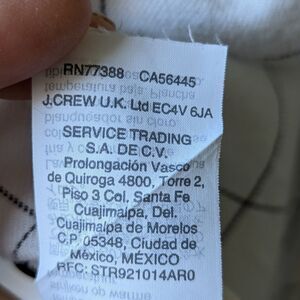 RN77388 CA56445
J.CREW U.K. Ltd EC4V 6JA
SERVICE TRADING
S.A. DE C.V.
Prolongación Vasco
de Quiroga 4800, Torre 2,
Piso 3 Col. Santa Fe
Cuajimalpa, Del.
Cuajimalpa de Morelos
C.P. 05348, Ciudad de
México, MÉXICO
RFC: STR921014AR0